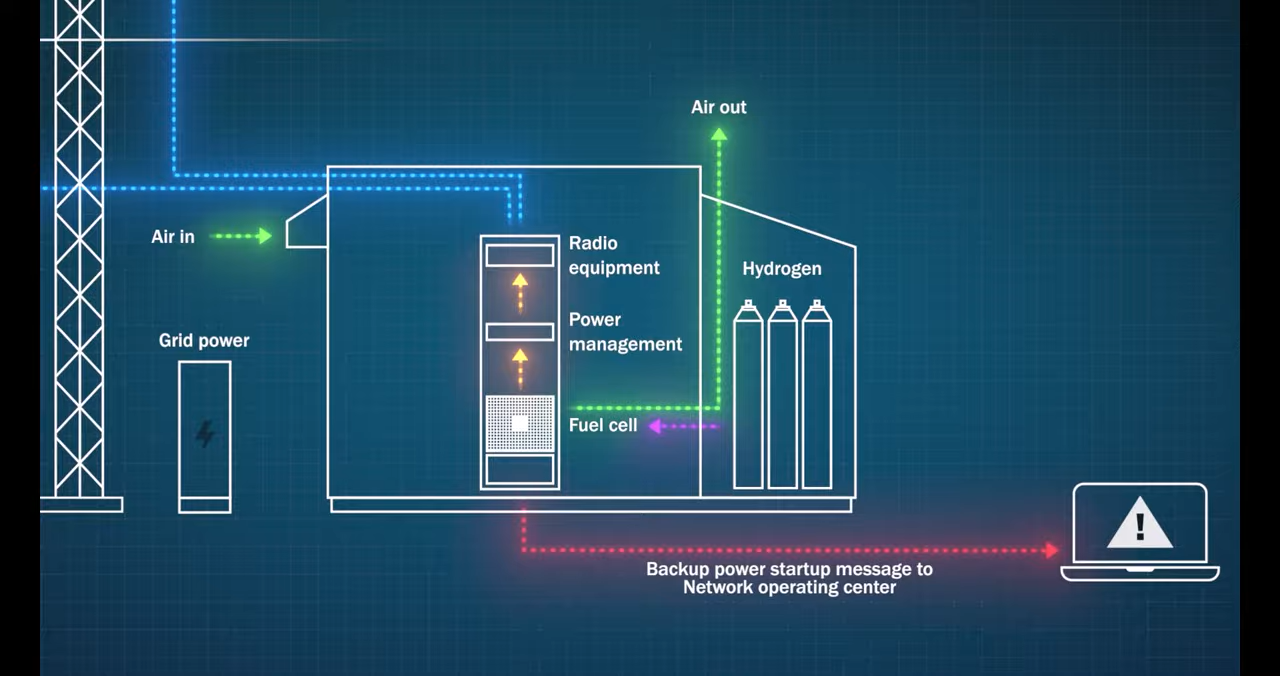 Air out
Air in
Radio
equipment
Hydrogen
Power
management
Grid power
Fuel cell
!
Backup power startup message to
Network operating center